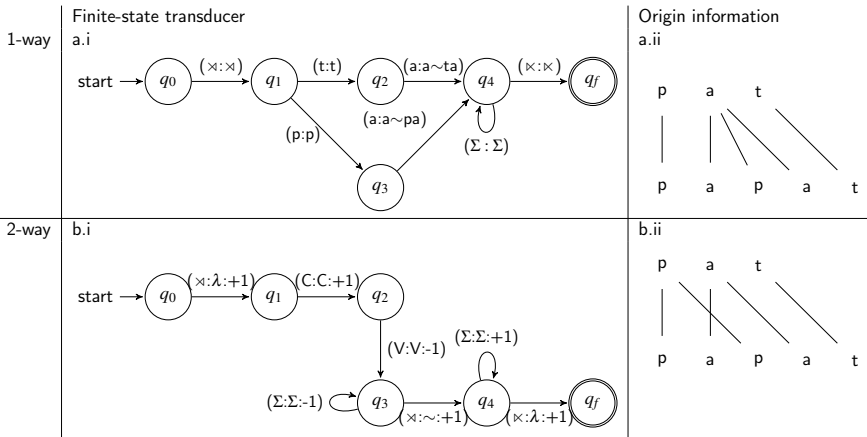 Finite-state transducer Origin information
1-way a.i a.ii
start q0 (⋊:⋊) q1 (t:t) q2 (a:a∼ta) q4 (⋉:⋉) qf
(p:p) (a:a∼pa) (Σ : Σ)
q3
p a t
p a p a t
2-way b.i b.ii
start q0 (⋊:λ:+1) q1 (C:C:+1) q2
(V:V:-1) (Σ:Σ:+1)
(Σ:Σ:-1) q3 (⋊:∼:+1) q4 (⋉:λ:+1) qf
p a t
p a p a t